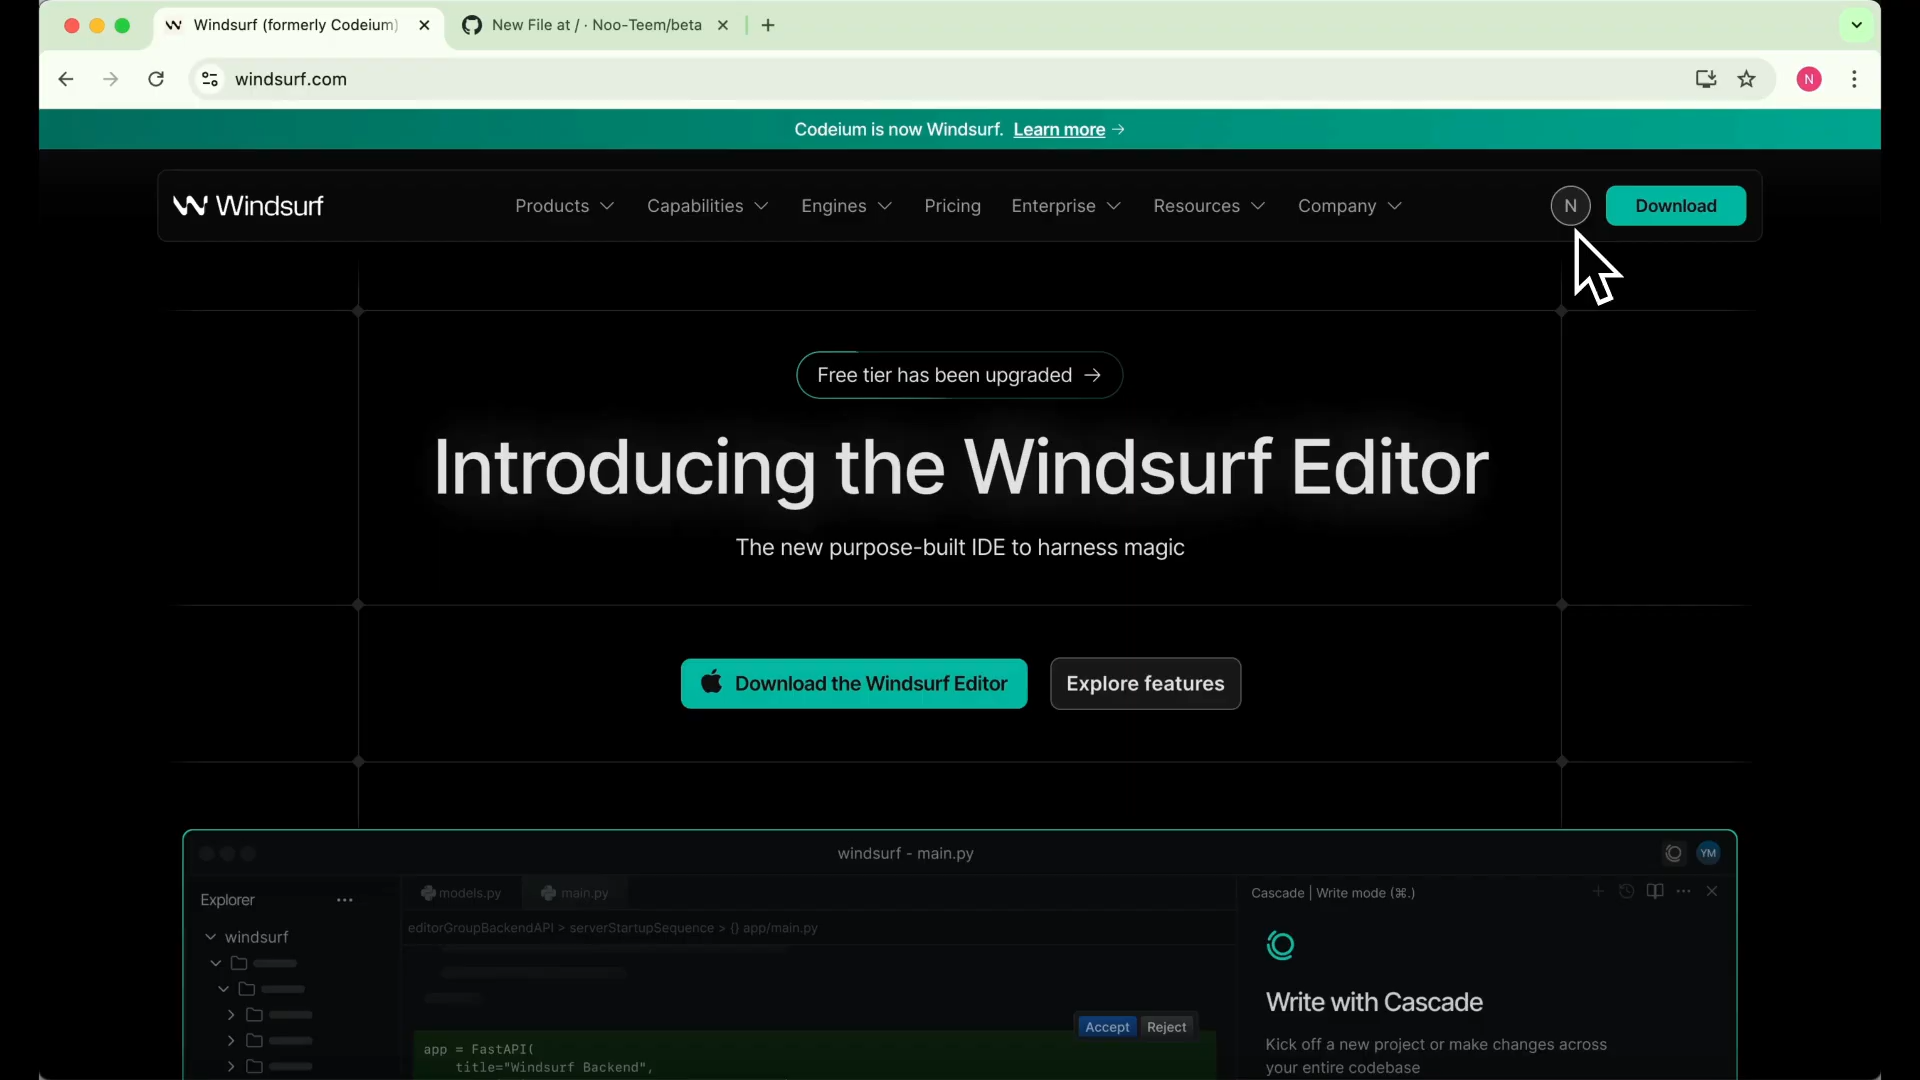 Windsurf (formerly Codeium)
New File at / · Noo-Teem/beta
windsurf.com
N
Codeium is now Windsurf. Learn more →
Windsurf
Products
Capabilities
Engines
Pricing
Enterprise
Resources
Company
N
Download
Free tier has been upgraded →
Introducing the Windsurf Editor
The new purpose-built IDE to harness magic
Download the Windsurf Editor
Explore features
windsurf - main.py
YM
Explorer
models.py
main.py
Cascade | Write mode (⌘.)
editorGroupBackendAPI > serverStartupSequence > {} app/main.py
windsurf
Write with Cascade
Accept
Reject
Kick off a new project or make changes across
your entire codebase
app = FastAPI(
title="Windsurf Backend",